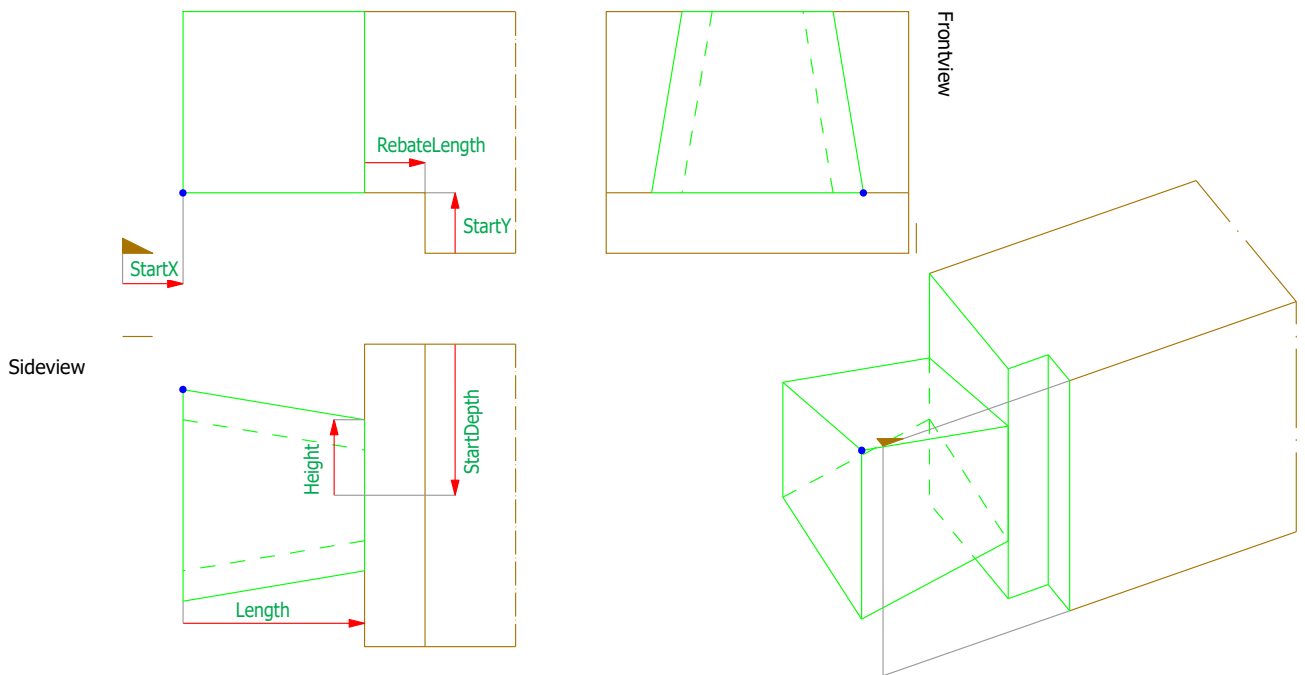 Frontview
RebateLength
StartY
StartX
Sideview
StartDepth
Height
Length